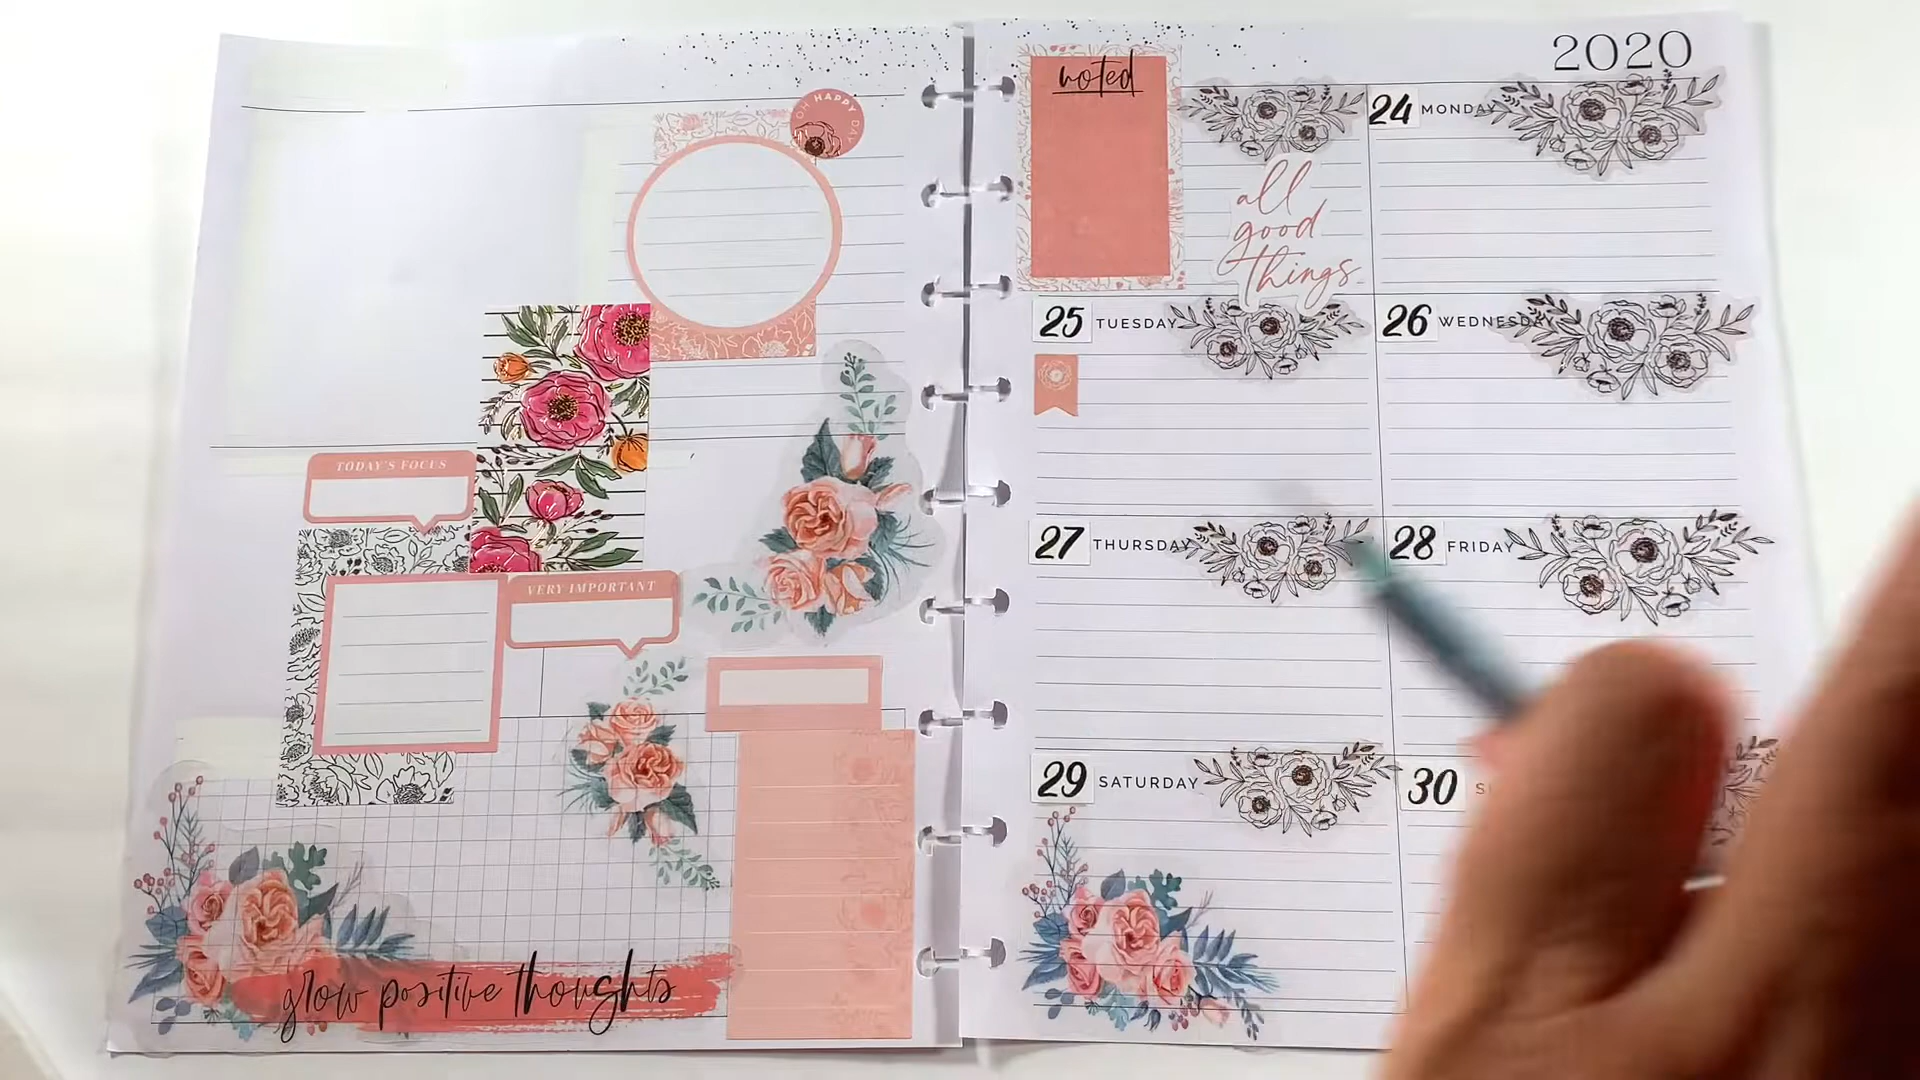 OH HAPPY DAY
TODAY'S FOCUS
VERY IMPORTANT
grow positive thoughts
2020
noted
24 MONDAY
all
good
things
25 TUESDAY
26 WEDNESDAY
27 THURSDAY
28 FRIDAY
29 SATURDAY
30